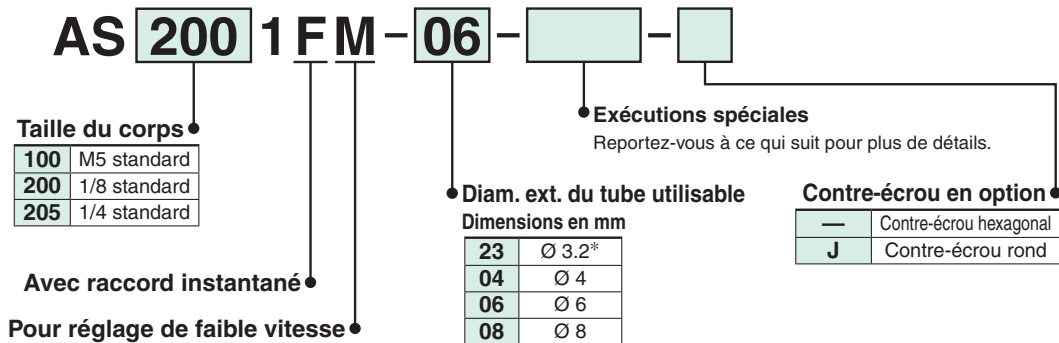 AS 200 1 F M - 06 - -
Taille du corps
100 M5 standard
200 1/8 standard
205 1/4 standard
Avec raccord instantané
Pour réglage de faible vitesse
Exécutions spéciales
Reportez-vous à ce qui suit pour plus de détails.
Diam. ext. du tube utilisable
Dimensions en mm
23 Ø 3.2*
04 Ø 4
06 Ø 6
08 Ø 8
Contre-écrou en option
— Contre-écrou hexagonal
J Contre-écrou rond